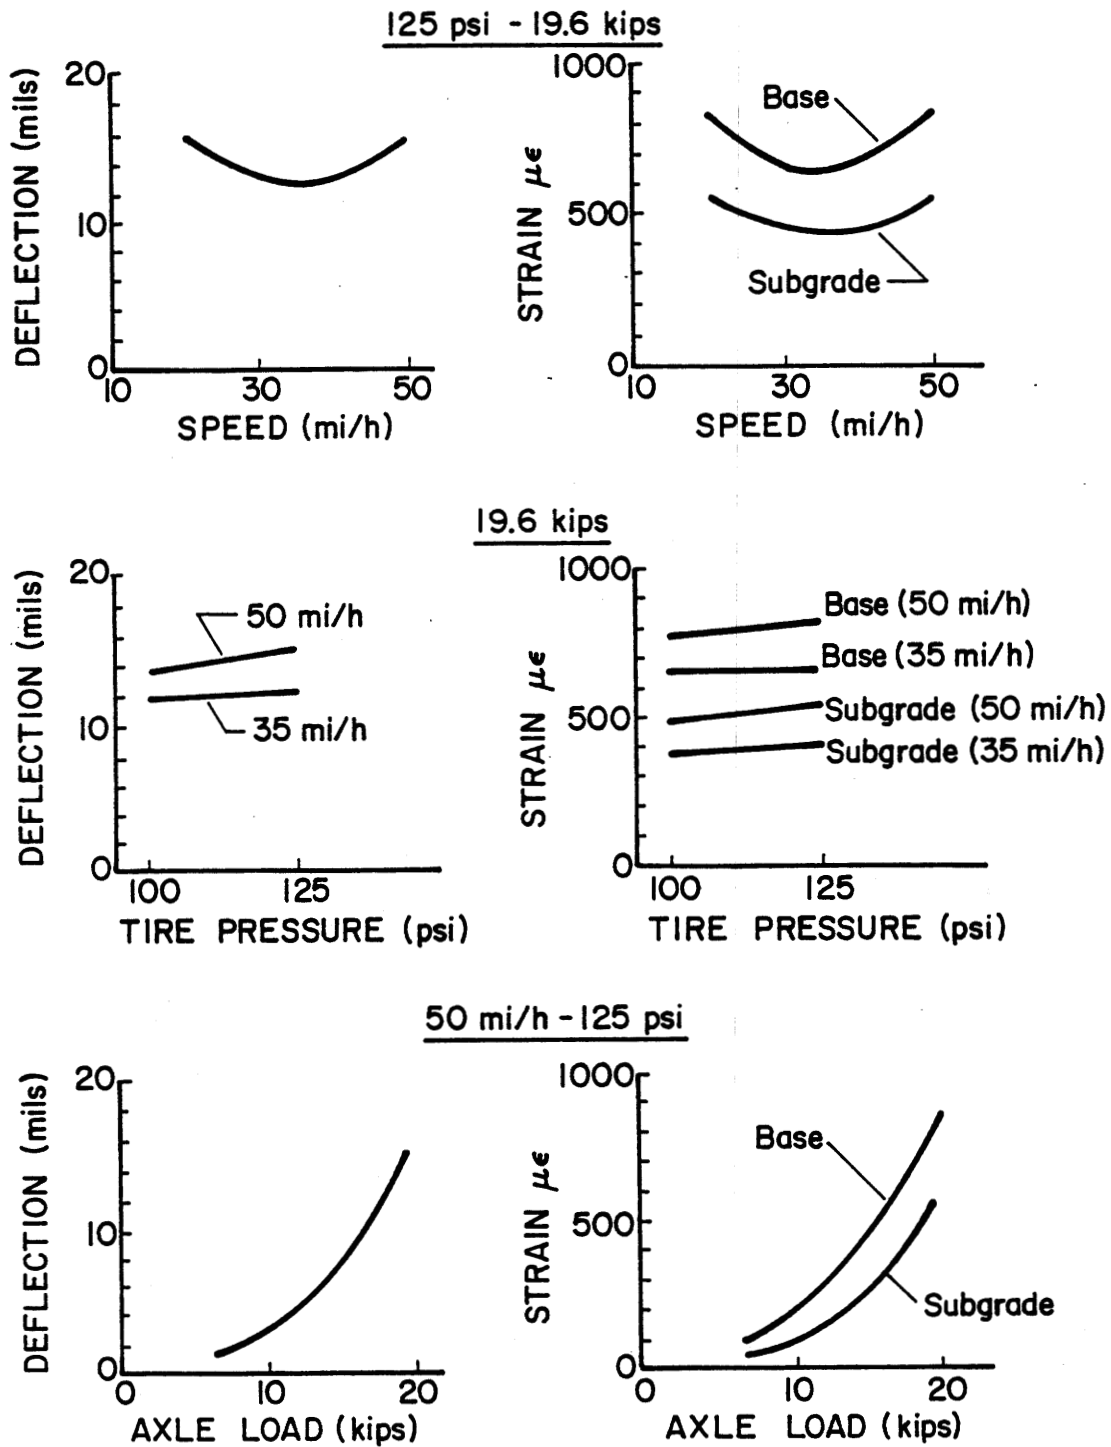 125 psi - 19.6 kips
DEFLECTION (mils)
20
10
0
10 30 50
SPEED (mi/h)
STRAIN με
1000
500
0
Base
Subgrade
10 30 50
SPEED (mi/h)
19.6 kips
DEFLECTION (mils)
20
10
0
50 mi/h
35 mi/h
100 125
TIRE PRESSURE (psi)
STRAIN με
1000
500
0
Base (50 mi/h)
Base (35 mi/h)
Subgrade (50 mi/h)
Subgrade (35 mi/h)
100 125
TIRE PRESSURE (psi)
50 mi/h - 125 psi
DEFLECTION (mils)
20
10
0
0 10 20
AXLE LOAD (kips)
STRAIN με
1000
500
0
Base
Subgrade
0 10 20
AXLE LOAD (kips)